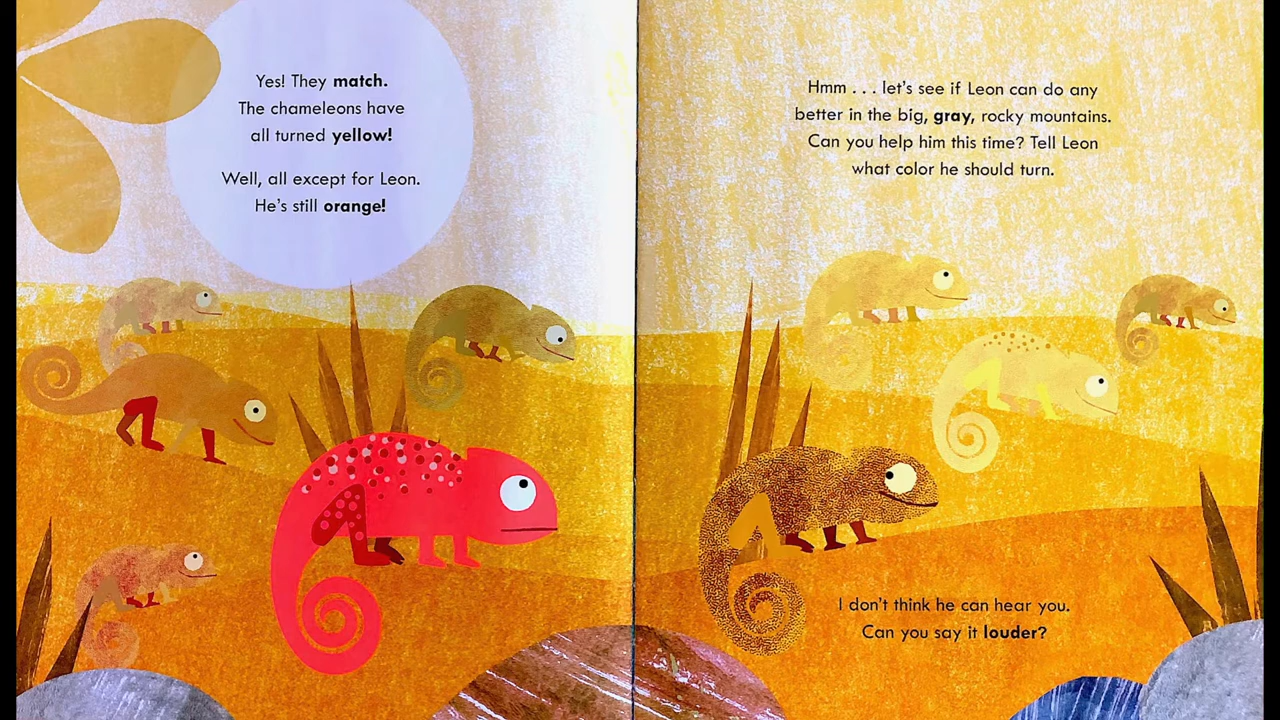 Yes! They match.
The chameleons have
all turned yellow!
Well, all except for Leon.
He's still orange!
Hmm . . . let's see if Leon can do any
better in the big, gray, rocky mountains.
Can you help him this time? Tell Leon
what color he should turn.
I don't think he can hear you.
Can you say it louder?